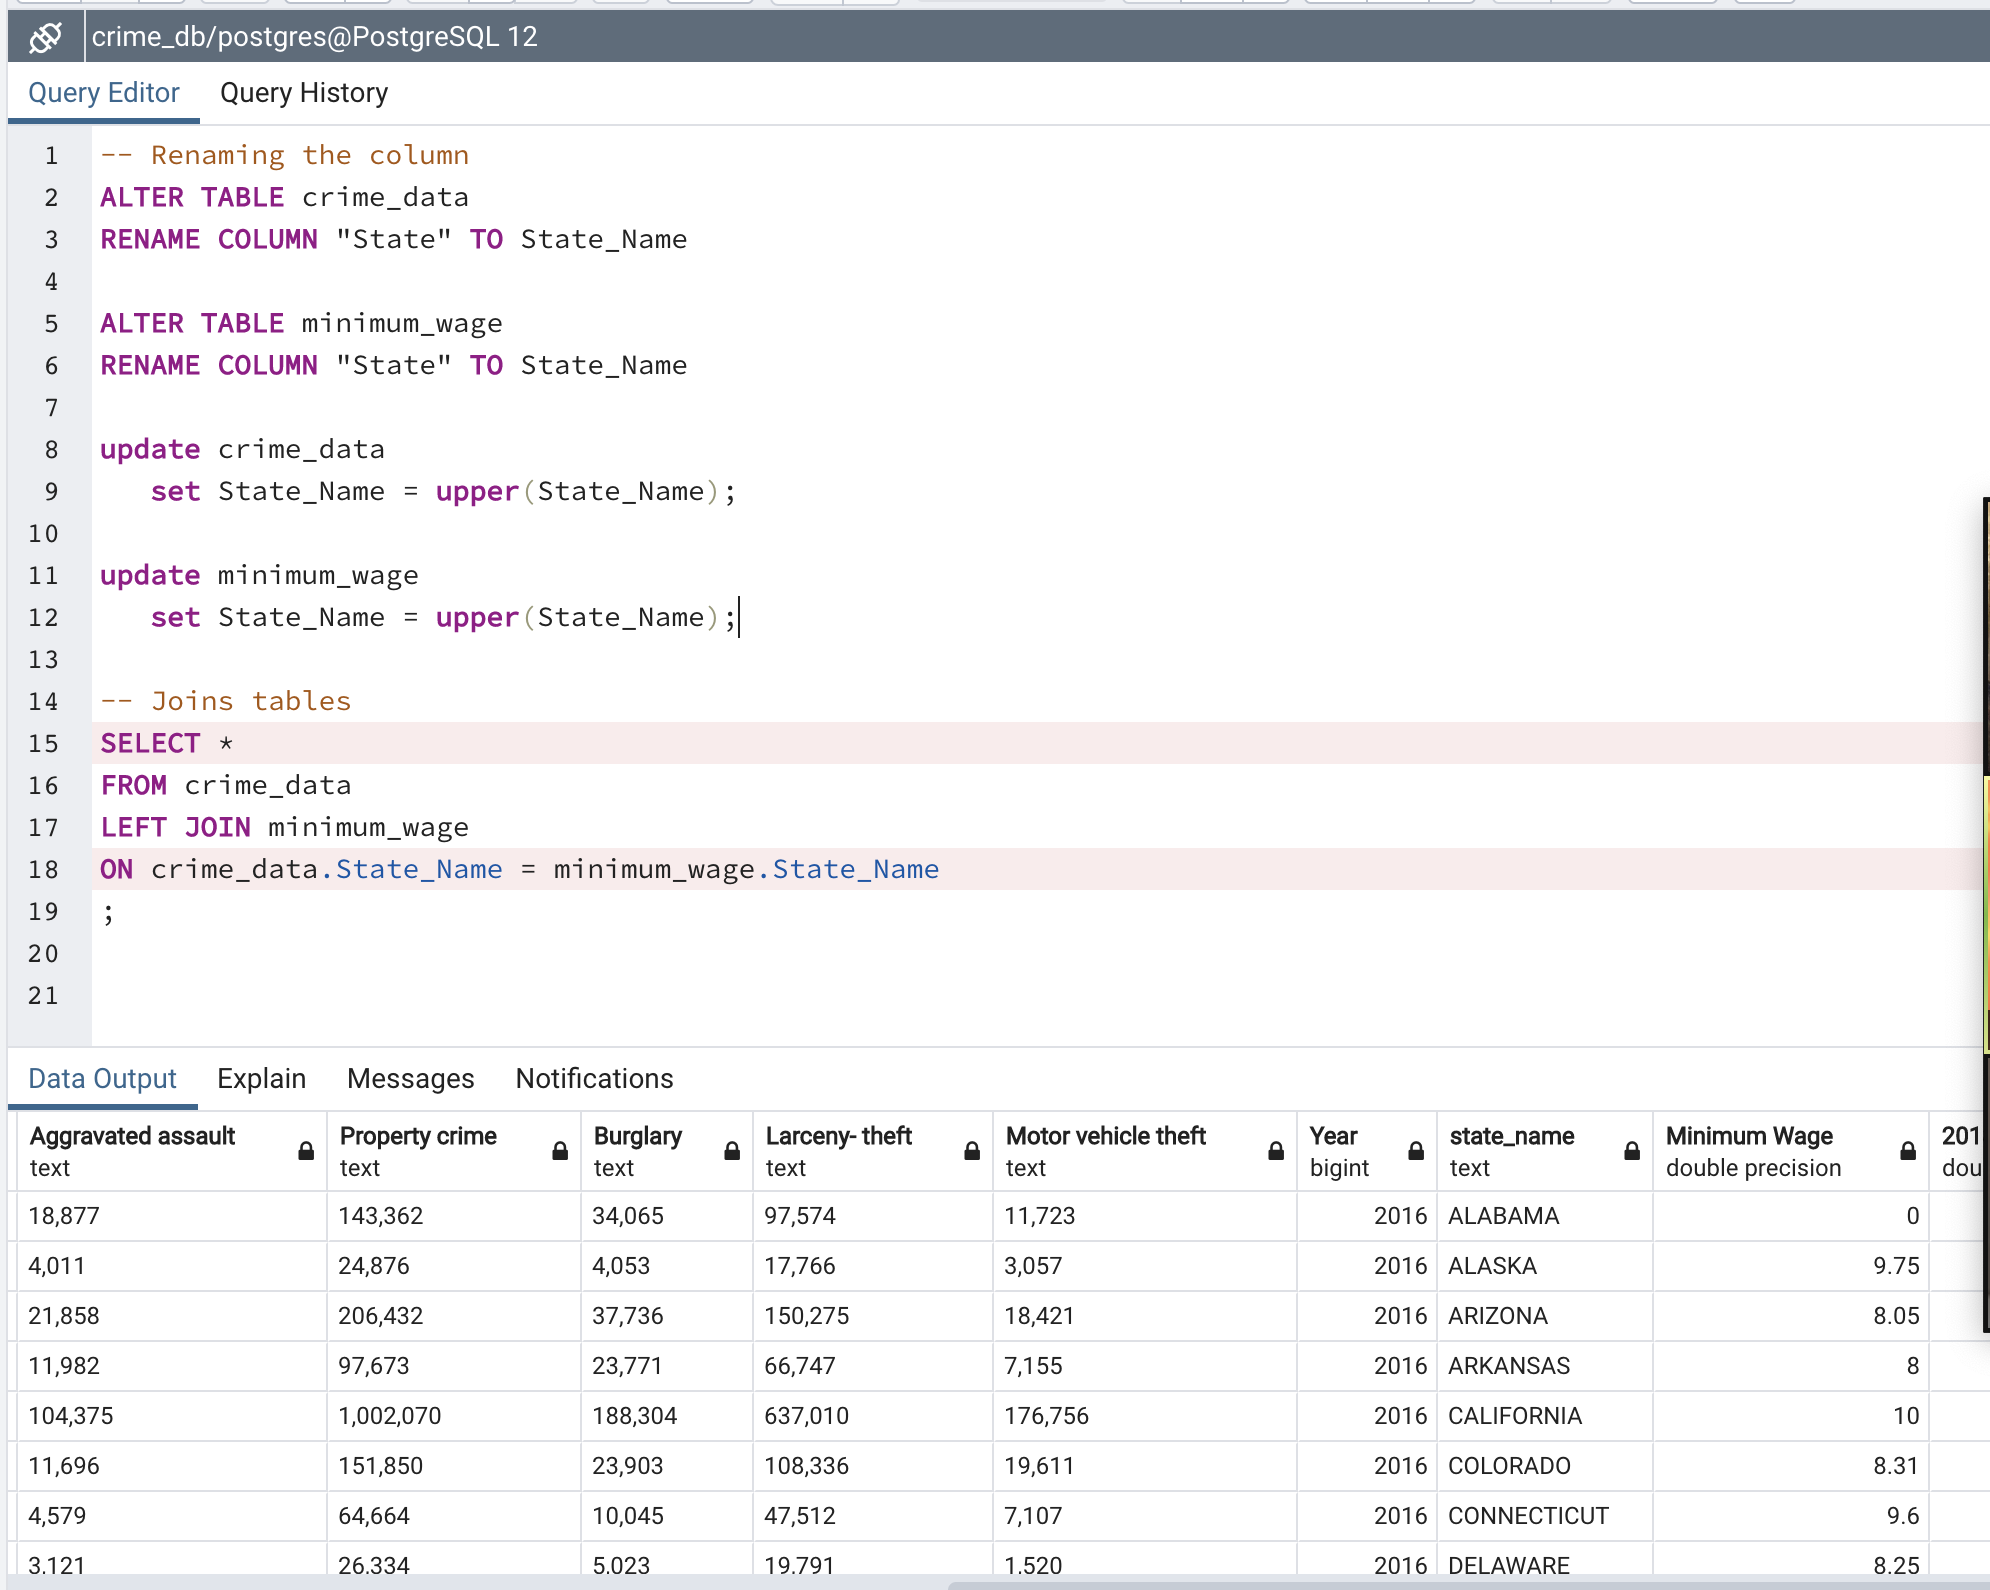 crime_db/postgres@PostgreSQL 12
Query Editor Query History
1 -- Renaming the column
2 ALTER TABLE crime_data
3 RENAME COLUMN "State" TO State_Name
4
5 ALTER TABLE minimum_wage
6 RENAME COLUMN "State" TO State_Name
7
8 update crime_data
9 set State_Name = upper(State_Name);
10
11 update minimum_wage
12 set State_Name = upper(State_Name);
13
14 -- Joins tables
15 SELECT *
16 FROM crime_data
17 LEFT JOIN minimum_wage
18 ON crime_data.State_Name = minimum_wage.State_Name
19 ;
20
21
Data Output Explain Messages Notifications
Aggravated assault Property crime Burglary Larceny- theft Motor vehicle theft Year state_name Minimum Wage 201
text text text text text bigint text double precision dou
18,877 143,362 34,065 97,574 11,723 2016 ALABAMA 0
4,011 24,876 4,053 17,766 3,057 2016 ALASKA 9.75
21,858 206,432 37,736 150,275 18,421 2016 ARIZONA 8.05
11,982 97,673 23,771 66,747 7,155 2016 ARKANSAS 8
104,375 1,002,070 188,304 637,010 176,756 2016 CALIFORNIA 10
11,696 151,850 23,903 108,336 19,611 2016 COLORADO 8.31
4,579 64,664 10,045 47,512 7,107 2016 CONNECTICUT 9.6
3,121 26,334 5,023 19,791 1,520 2016 DELAWARE 8.25